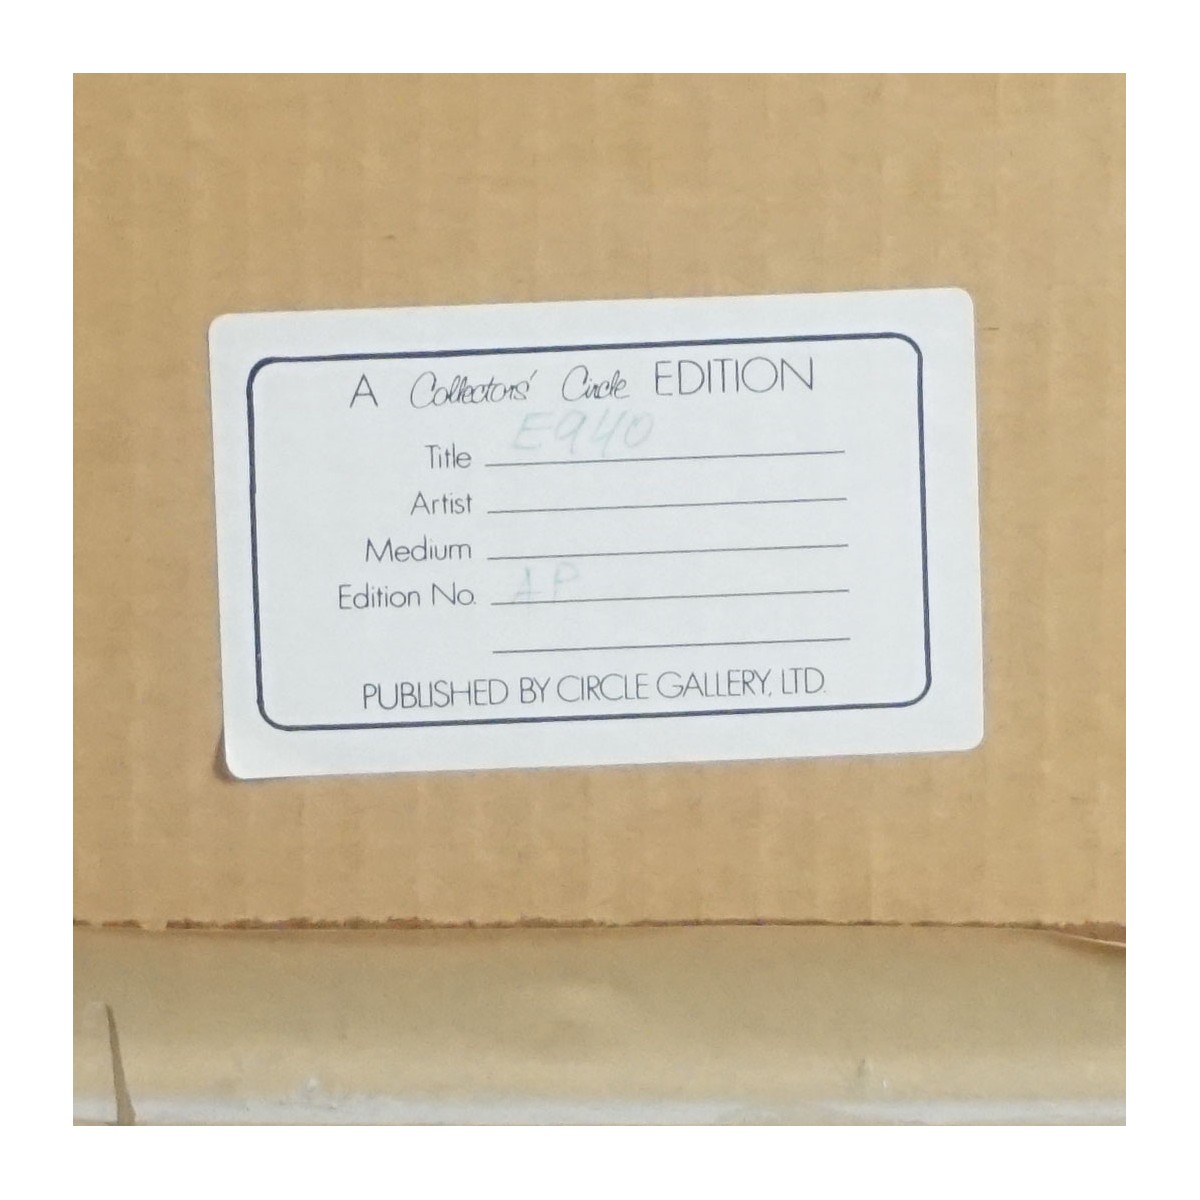 A Collectors' Circle EDITION
Title E940
Artist
Medium
Edition No. AP
PUBLISHED BY CIRCLE GALLERY, LTD.